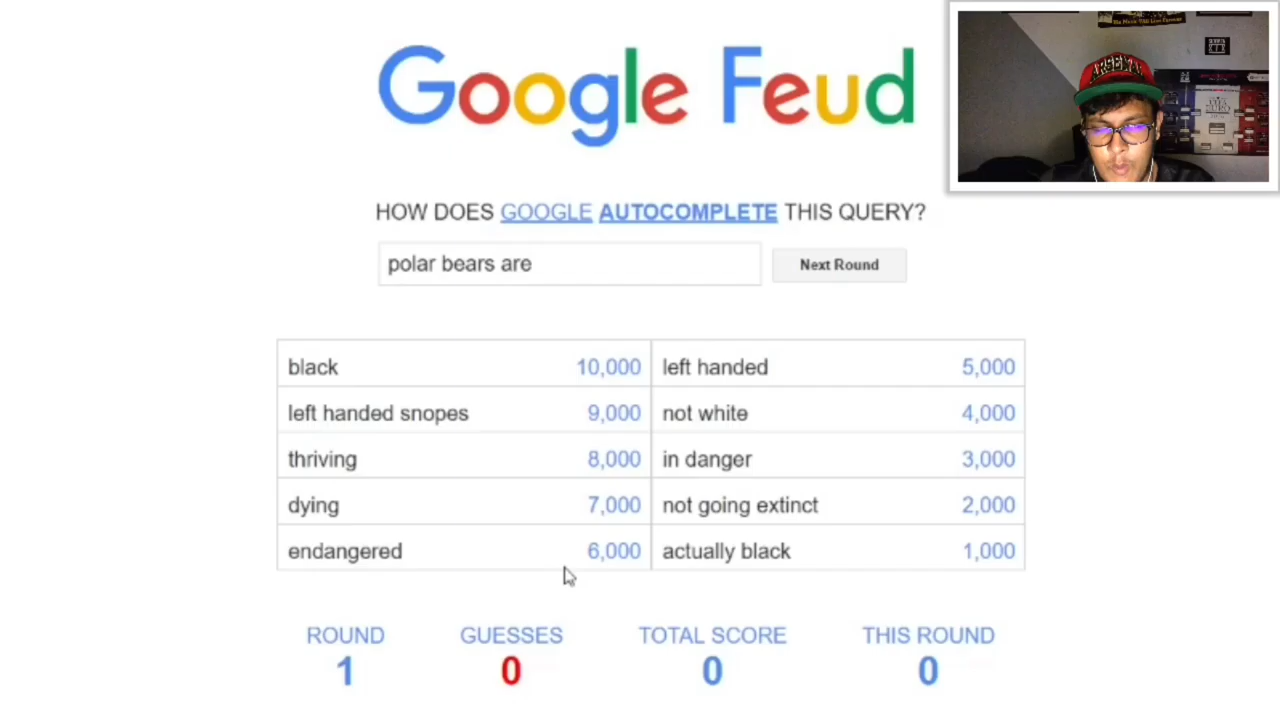 Google Feud
ARSENAL
HOW DOES GOOGLE AUTOCOMPLETE THIS QUERY?
polar bears are
Next Round
black 10,000 left handed 5,000
left handed snopes 9,000 not white 4,000
thriving 8,000 in danger 3,000
dying 7,000 not going extinct 2,000
endangered 6,000 actually black 1,000
ROUND GUESSES TOTAL SCORE THIS ROUND
1 0 0 0